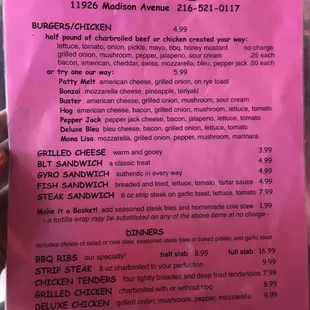 11926 Madison Avenue 216-521-0117
BURGERS/CHICKEN 4.99
half pound of charbroiled beef or chicken created your way:
lettuce, tomato, onion, pickle, mayo, bbq, honey mustard no charge
grilled onion, mushroom, pepper, jalapeno, sour cream .25 each
bacon, american, cheddar, swiss, mozzarella, bleu, pepper jack .50 each
or try one our way: 5.99
Patty Melt american cheese, grilled onion, on rye toast
Bonzai mozzarella cheese, pineapple, teriyaki
Buster american cheese, grilled onion, mushroom, sour cream
Hog american cheese, bacon, grilled onion, mushroom, lettuce, tomato
Pepper Jack pepper jack cheese, bacon, jalapeno, lettuce, tomato
Deluxe Bleu bleu cheese, bacon, grilled onion, lettuce, tomato
Mona Lisa mozzarella, grilled onion, mushroom, pepper, marinara
GRILLED CHEESE warm and gooey 3.99
BLT SANDWICH a classic treat 4.99
GYRO SANDWICH authentic in every way 4.99
FISH SANDWICH breaded and fried, lettuce, tomato, tartar sauce 4.99
STEAK SANDWICH 8 oz strip steak on garlic toast, lettuce, tomato 7.99
Make it a Basket! add seasoned steak fries and homemade cole slaw 1.99
- a tortilla wrap may be substituted on any of the above items at no charge -
DINNERS
includes choice of salad or cole slaw, seasoned steak fries or baked potato, and garlic toast
BBQ RIBS our specialty! half slab 8.99 full slab 16.99
STRIP STEAK 8 oz charbroiled to your perfection 9.99
CHICKEN TENDERS four lightly breaded and deep fried tenderloins 7.99
GRILLED CHICKEN charbroiled with or without bbq 8.99
DELUXE CHICKEN grilled onion, mushroom, pepper, mozzarella 9.99